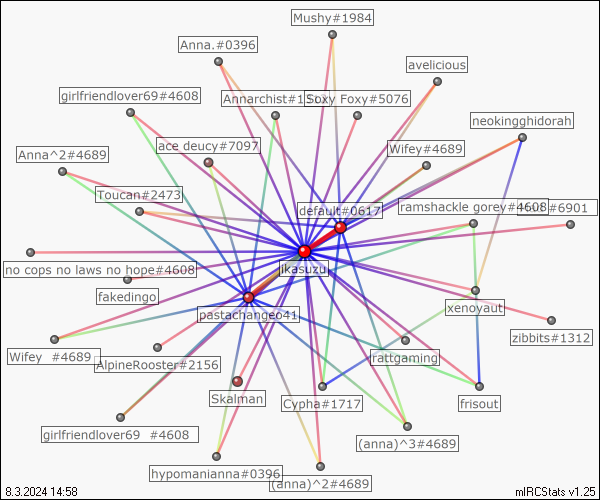 Mushy#1984
Anna.#0396
avelicious
girlfriendlover69#4608
Soxy Foxy#5076
neokingghidorah
ace deucy#7097
Wifey#4689
Anna^2#4689
Toucan#2473
default#0617
ramshackle gorey#4608
#6901
jikasuzu
no cops no laws no hope#4608
fakedingo
pastachangeo41
xenoyaut
zibbits#1312
Wifey   #4689
AlpineRooster#2156
rattgaming
Skalman
Cypha#1717
frisout
girlfriendlover69   #4608
(anna)^3#4689
hypomanianna#0396
(anna)^2#4689
8.3.2024 14:58
mIRCStats v1.25